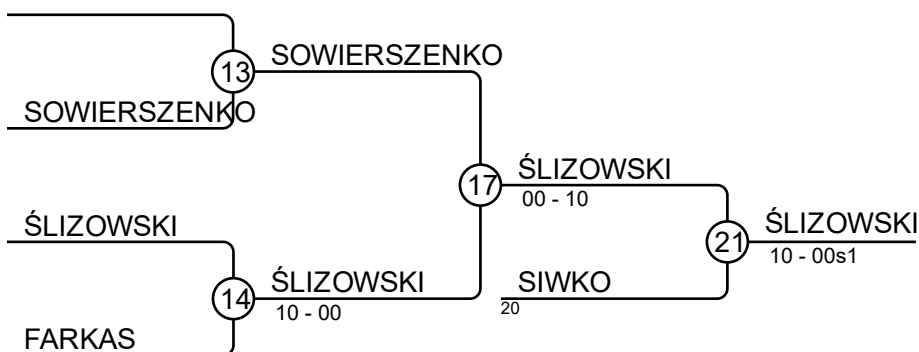 13
SOWIERSZENKO
SOWIERSZENKO
17
ŚLIZOWSKI
00 - 10
ŚLIZOWSKI
21
ŚLIZOWSKI
10 - 00s1
14
ŚLIZOWSKI
10 - 00
SIWKO
20
FARKAS